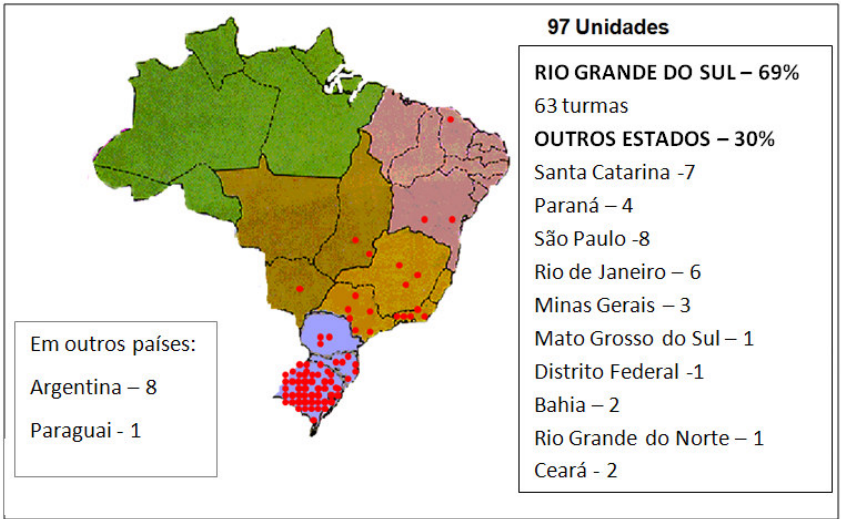 97 Unidades
RIO GRANDE DO SUL – 69%
63 turmas
OUTROS ESTADOS – 30%
Santa Catarina -7
Paraná – 4
São Paulo -8
Rio de Janeiro – 6
Minas Gerais – 3
Mato Grosso do Sul – 1
Distrito Federal -1
Bahia – 2
Rio Grande do Norte – 1
Ceará - 2
Em outros países:
Argentina – 8
Paraguai - 1